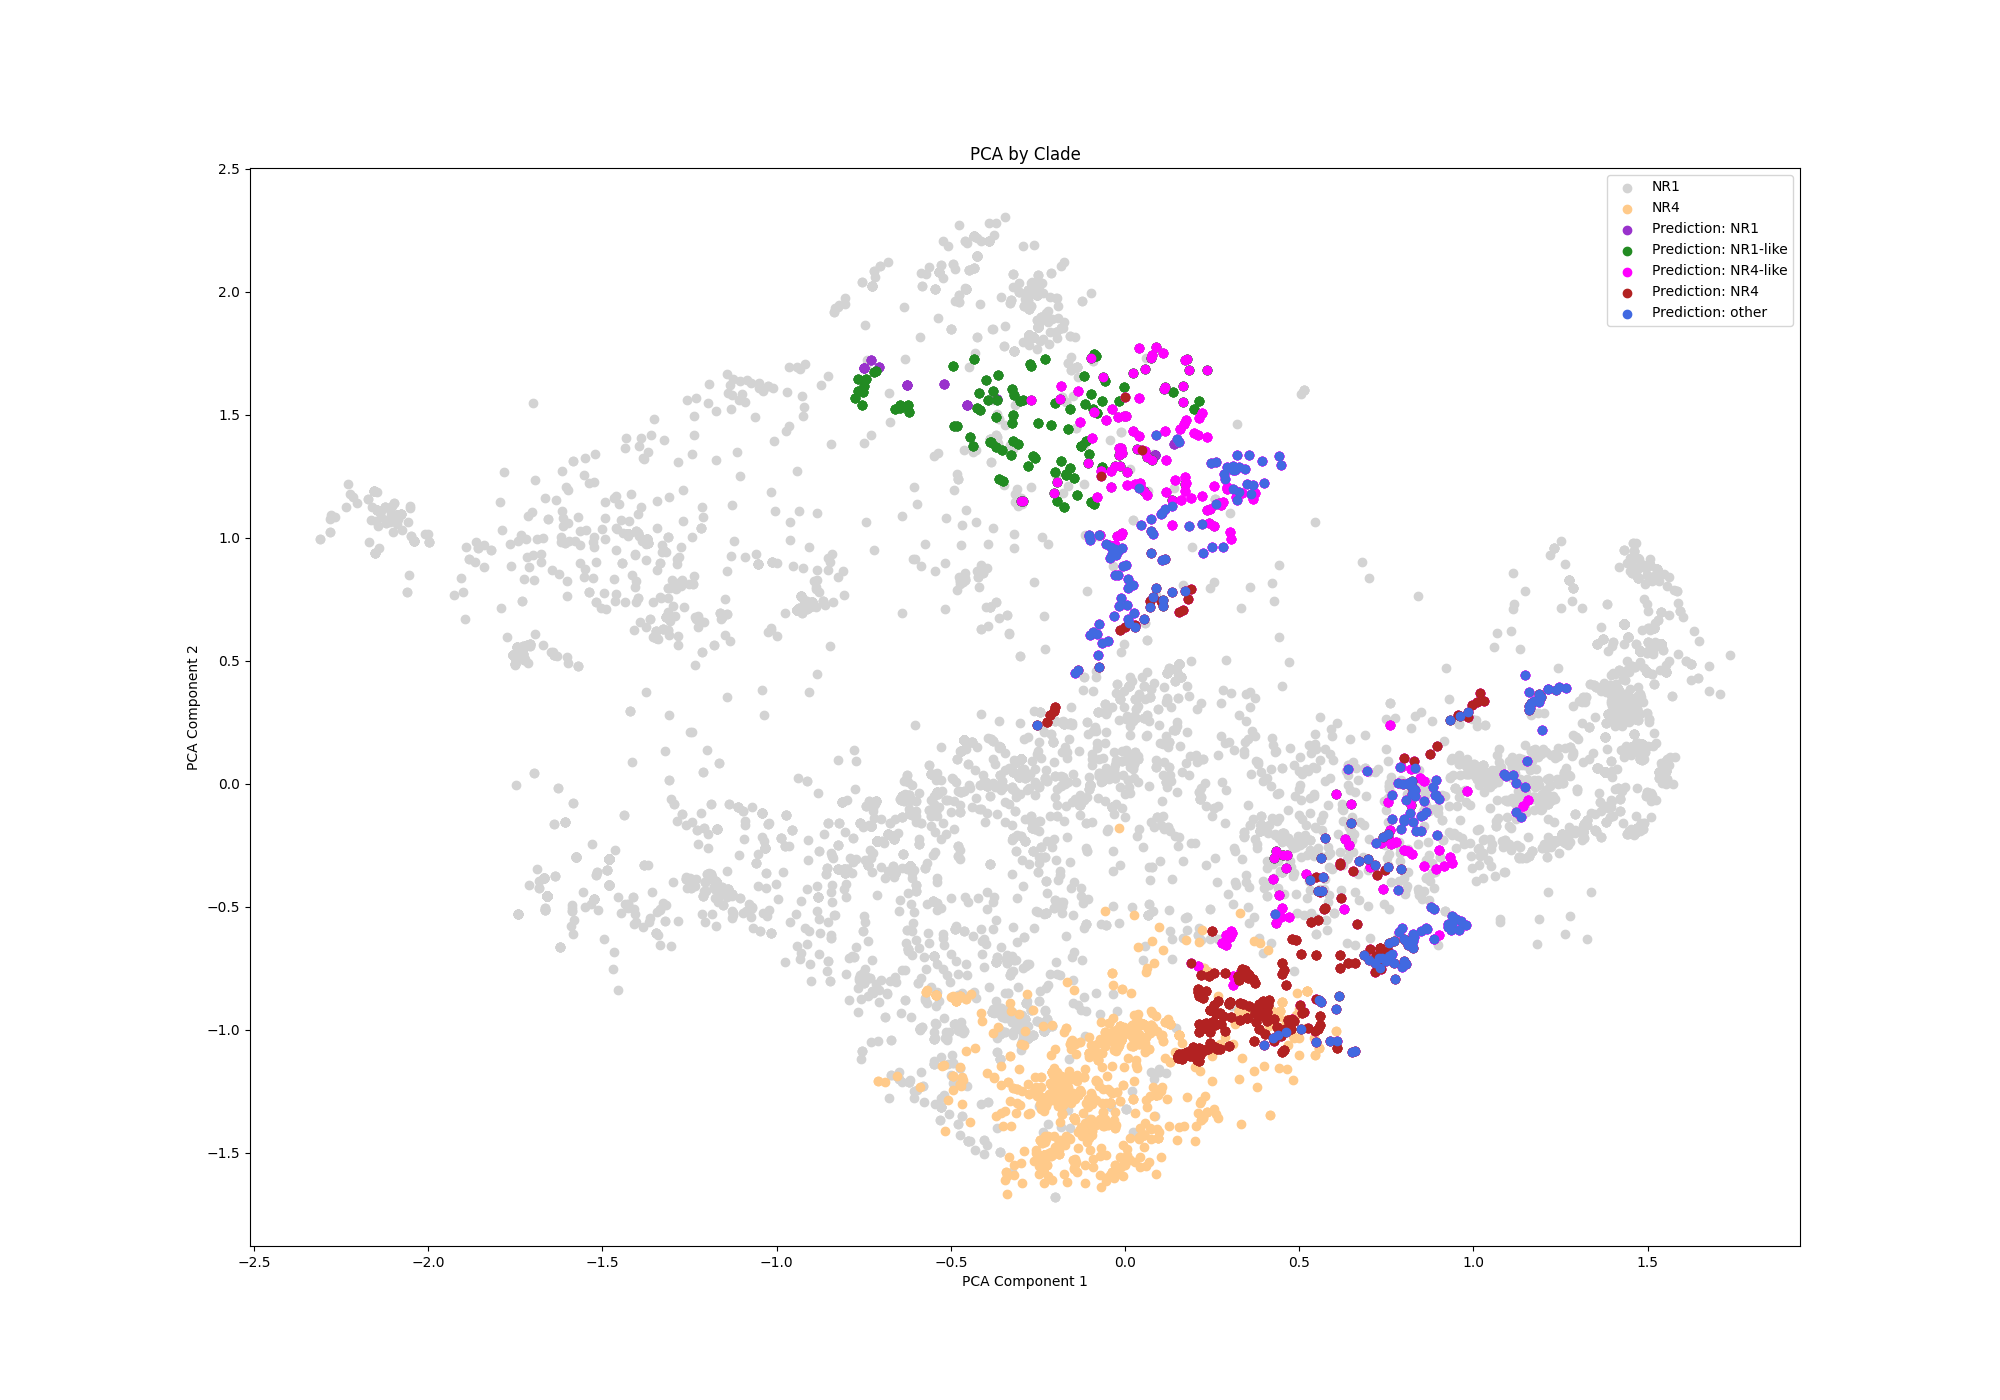 PCA by Clade
NR1
NR4
Prediction: NR1
Prediction: NR1-like
Prediction: NR4-like
Prediction: NR4
Prediction: other
2.5
2.0
1.5
1.0
0.5
0.0
−0.5
−1.0
−1.5
PCA Component 2
−2.5 −2.0 −1.5 −1.0 −0.5 0.0 0.5 1.0 1.5
PCA Component 1